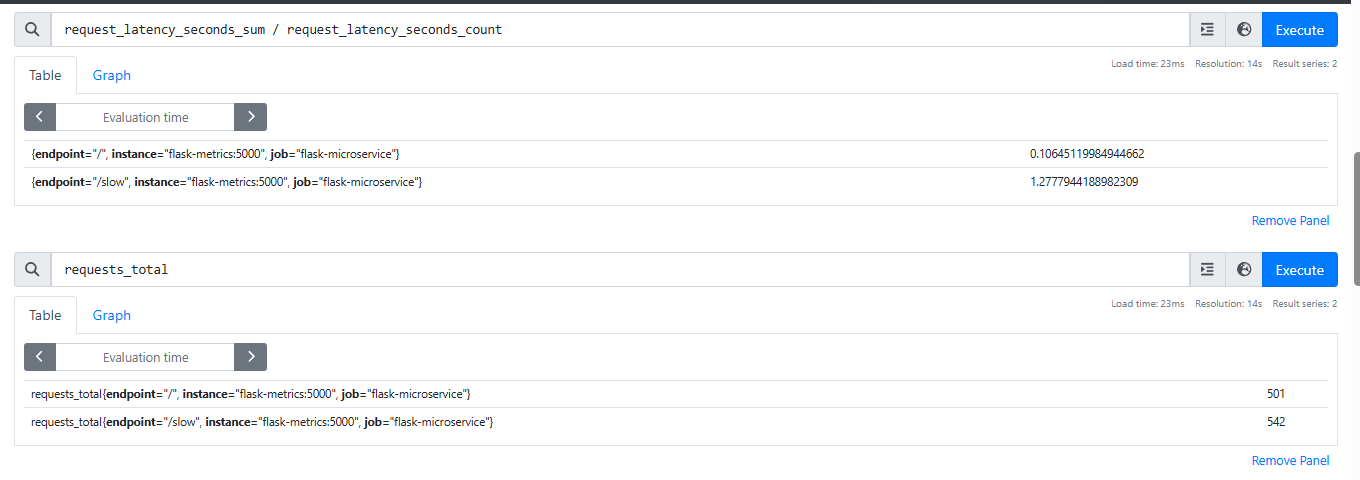 request_latency_seconds_sum / request_latency_seconds_count
Execute
Table Graph
Load time: 23ms Resolution: 14s Result series: 2
Evaluation time
{endpoint="/", instance="flask-metrics:5000", job="flask-microservice"} 0.10645119984944662
{endpoint="/slow", instance="flask-metrics:5000", job="flask-microservice"} 1.2777944188982309
Remove Panel
requests_total
Execute
Table Graph
Load time: 23ms Resolution: 14s Result series: 2
Evaluation time
requests_total{endpoint="/", instance="flask-metrics:5000", job="flask-microservice"} 501
requests_total{endpoint="/slow", instance="flask-metrics:5000", job="flask-microservice"} 542
Remove Panel